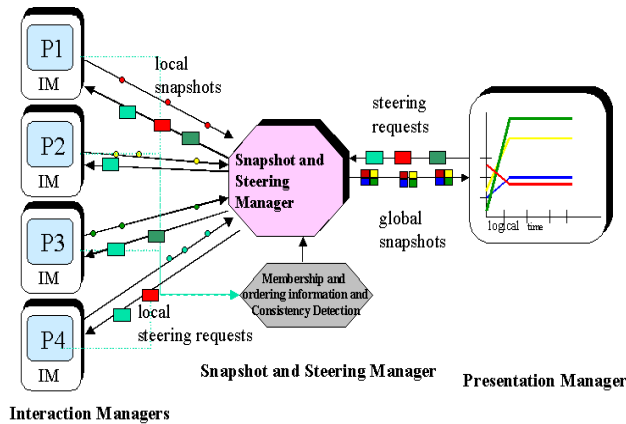 P1
IM
P2
IM
P3
IM
P4
IM
local
snapshots
Snapshot and
Steering
Manager
steering
requests
global
snapshots
logical time
Membership and
ordering information and
Consistency Detection
local
steering requests
Snapshot and Steering Manager
Presentation Manager
Interaction Managers